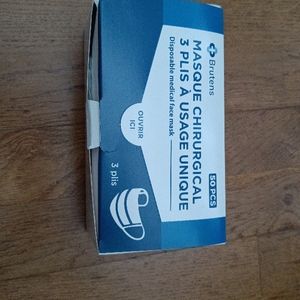 Brutens
MASQUE CHIRURGICAL
3 PLIS À USAGE UNIQUE
Disposable medical face mask
50 PCS
OUVRIR
ICI
3 plis